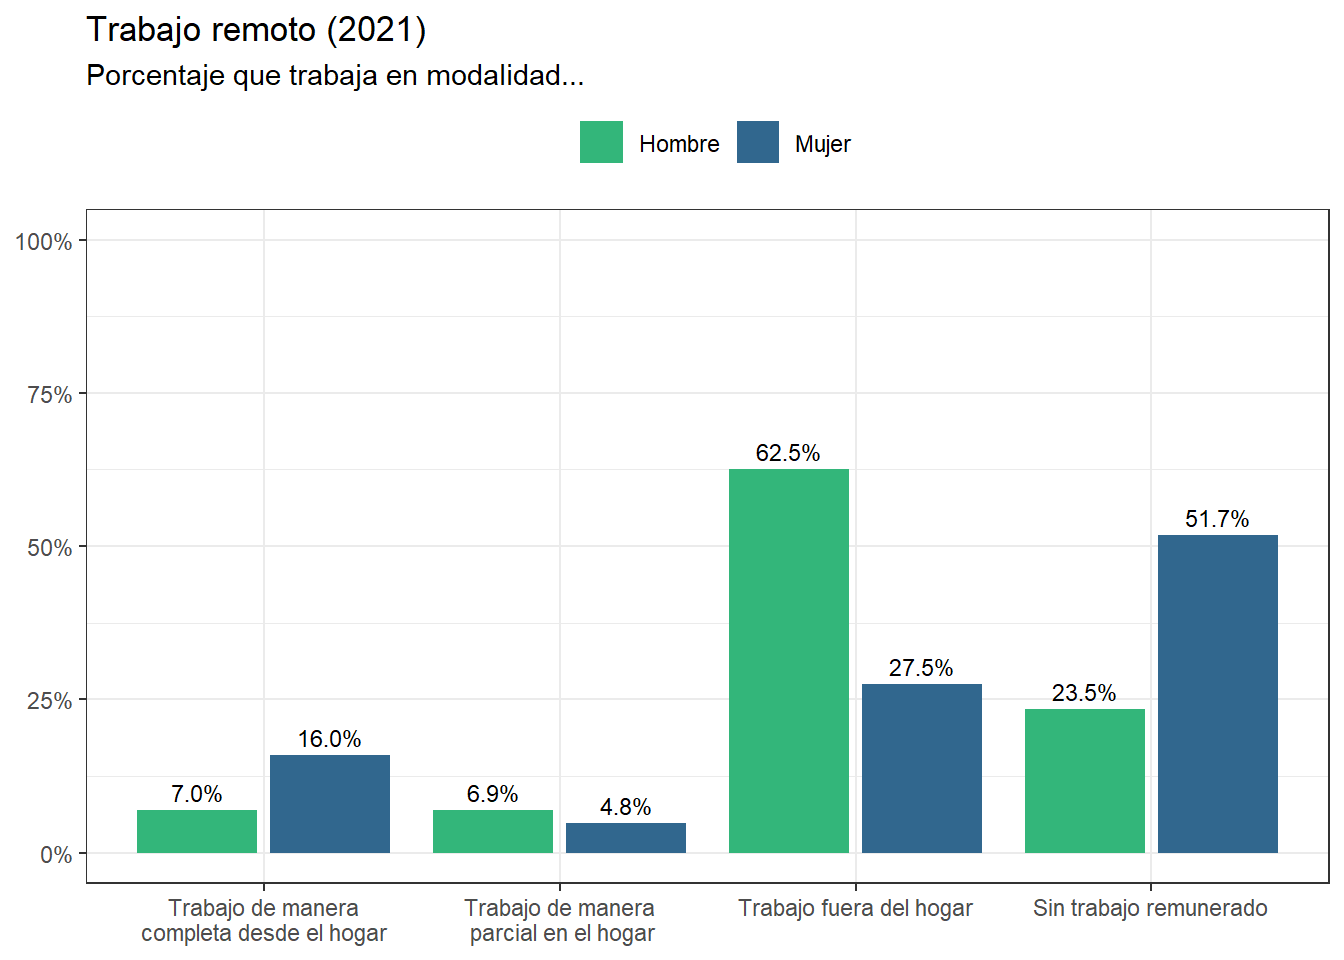 Trabajo remoto (2021)
Porcentaje que trabaja en modalidad...
Hombre
Mujer
100%
75%
50%
25%
0%
7.0%
16.0%
6.9%
4.8%
62.5%
27.5%
23.5%
51.7%
Trabajo de manera
completa desde el hogar
Trabajo de manera
parcial en el hogar
Trabajo fuera del hogar
Sin trabajo remunerado